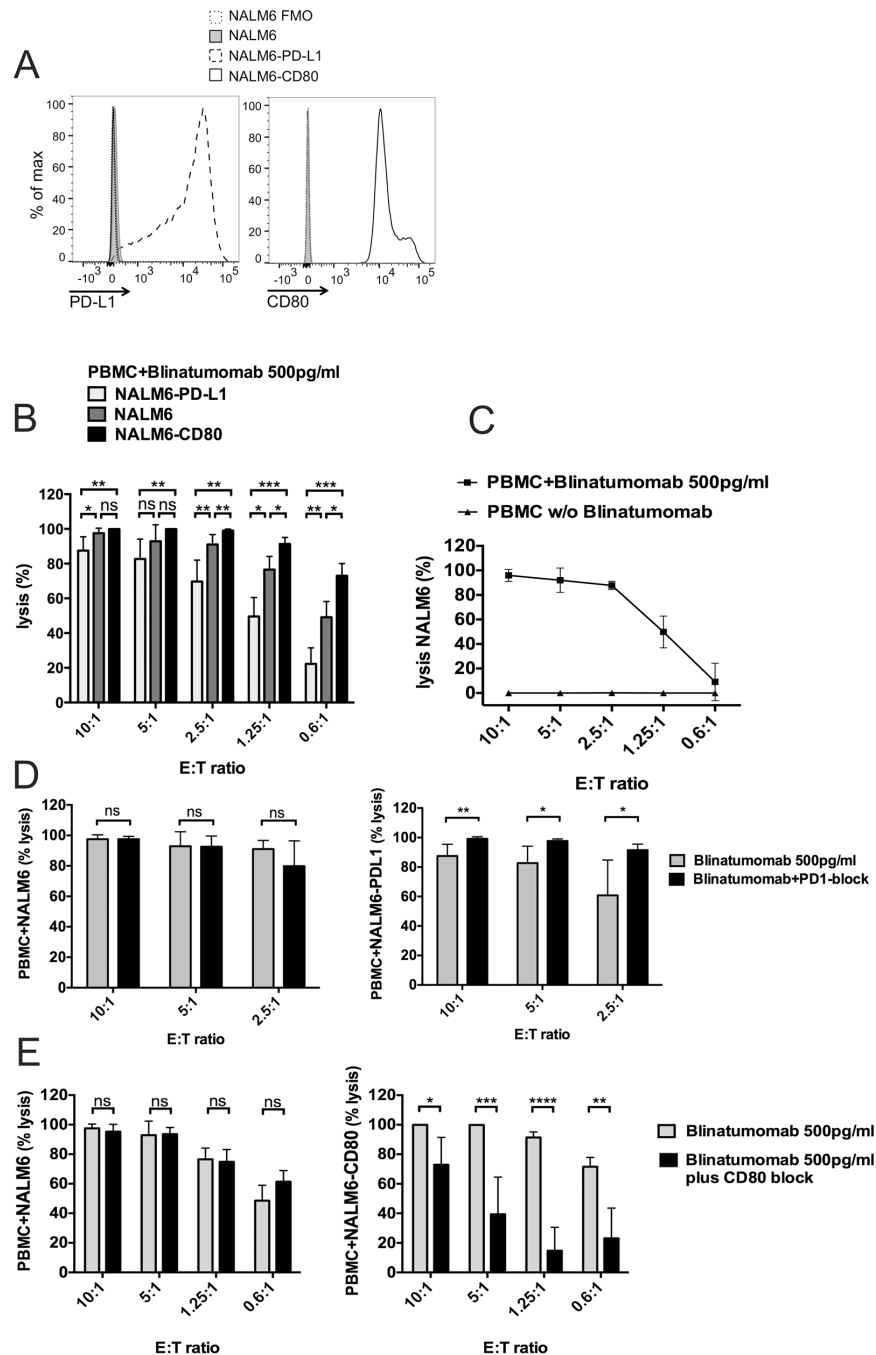 NALM6 FMO
NALM6
NALM6-PD-L1
NALM6-CD80
A
% of max
100
80
60
40
20
0
-10³ 0 10³ 10⁴ 10⁵
PD-L1
100
80
60
40
20
0
-10³ 0 10³ 10⁴ 10⁵
CD80
PBMC+Blinatumomab 500pg/ml
NALM6-PD-L1
NALM6
NALM6-CD80
B
** ** ** *** ***
* ns ns ns ** ** * * ** *
lysis (%)
120
100
80
60
40
20
0
10:1 5:1 2.5:1 1.25:1 0.6:1
E:T ratio
C
PBMC+Blinatumomab 500pg/ml
PBMC w/o Blinatumomab
lysis NALM6 (%)
120
100
80
60
40
20
0
10:1 5:1 2.5:1 1.25:1 0.6:1
E:T ratio
D
PBMC+NALM6 (% lysis)
120
100
80
60
40
20
0
ns ns ns
10:1 5:1 2.5:1
E:T ratio
PBMC+NALM6-PDL1 (% lysis)
120
100
80
60
40
20
0
** * *
10:1 5:1 2.5:1
E:T ratio
Blinatumomab 500pg/ml
Blinatumomab+PD1-block
E
PBMC+NALM6 (% lysis)
120
100
80
60
40
20
0
ns ns ns ns
10:1 5:1 1.25:1 0.6:1
E:T ratio
PBMC+NALM6-CD80 (% lysis)
120
100
80
60
40
20
0
* *** **** **
10:1 5:1 1.25:1 0.6:1
E:T ratio
Blinatumomab 500pg/ml
Blinatumomab 500pg/ml
plus CD80 block